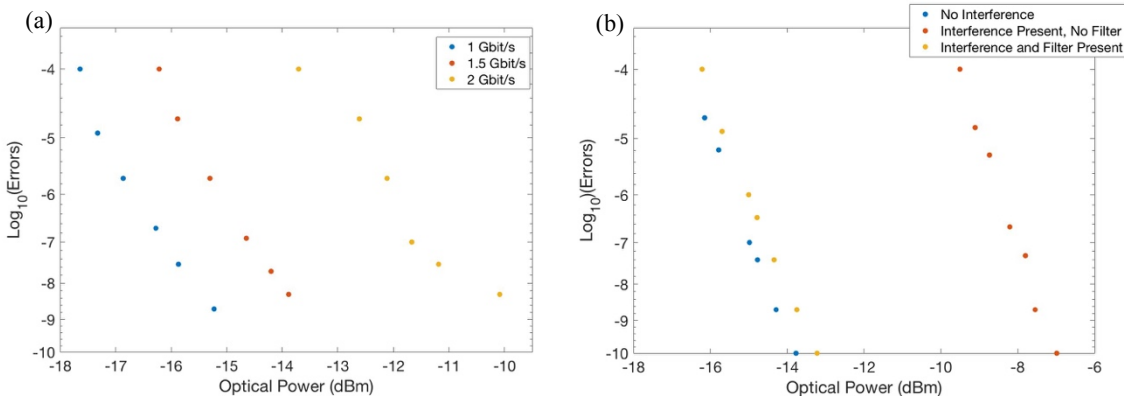 (a)
1 Gbit/s
1.5 Gbit/s
2 Gbit/s
-4
-5
-6
-7
-8
-9
-10
Log10(Errors)
-18 -17 -16 -15 -14 -13 -12 -11 -10
Optical Power (dBm)
(b)
No Interference
Interference Present, No Filter
Interference and Filter Present
-4
-5
-6
-7
-8
-9
-10
Log10)(Errors)
-18 -16 -14 -12 -10 -8 -6
Optical Power (dBm)